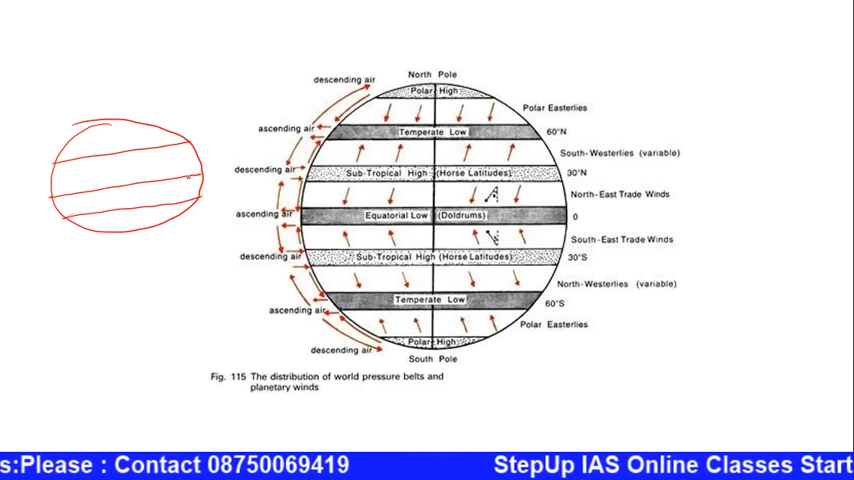 North Pole
descending air
Polar High
Polar Easterlies
ascending air
Temperate Low
60°N
South-Westerlies (variable)
descending air
Sub-Tropical High (Horse Latitudes)
30°N
North-East Trade Winds
ascending air
Equatorial Low (Doldrums)
0
South-East Trade Winds
descending air
Sub-Tropical High (Horse Latitudes)
30°S
North-Westerlies (variable)
Temperate Low
60°S
ascending air
Polar Easterlies
Polar High
descending air
South Pole
Fig. 115 The distribution of world pressure belts and
planetary winds
s:Please : Contact 08750069419 StepUp IAS Online Classes Start